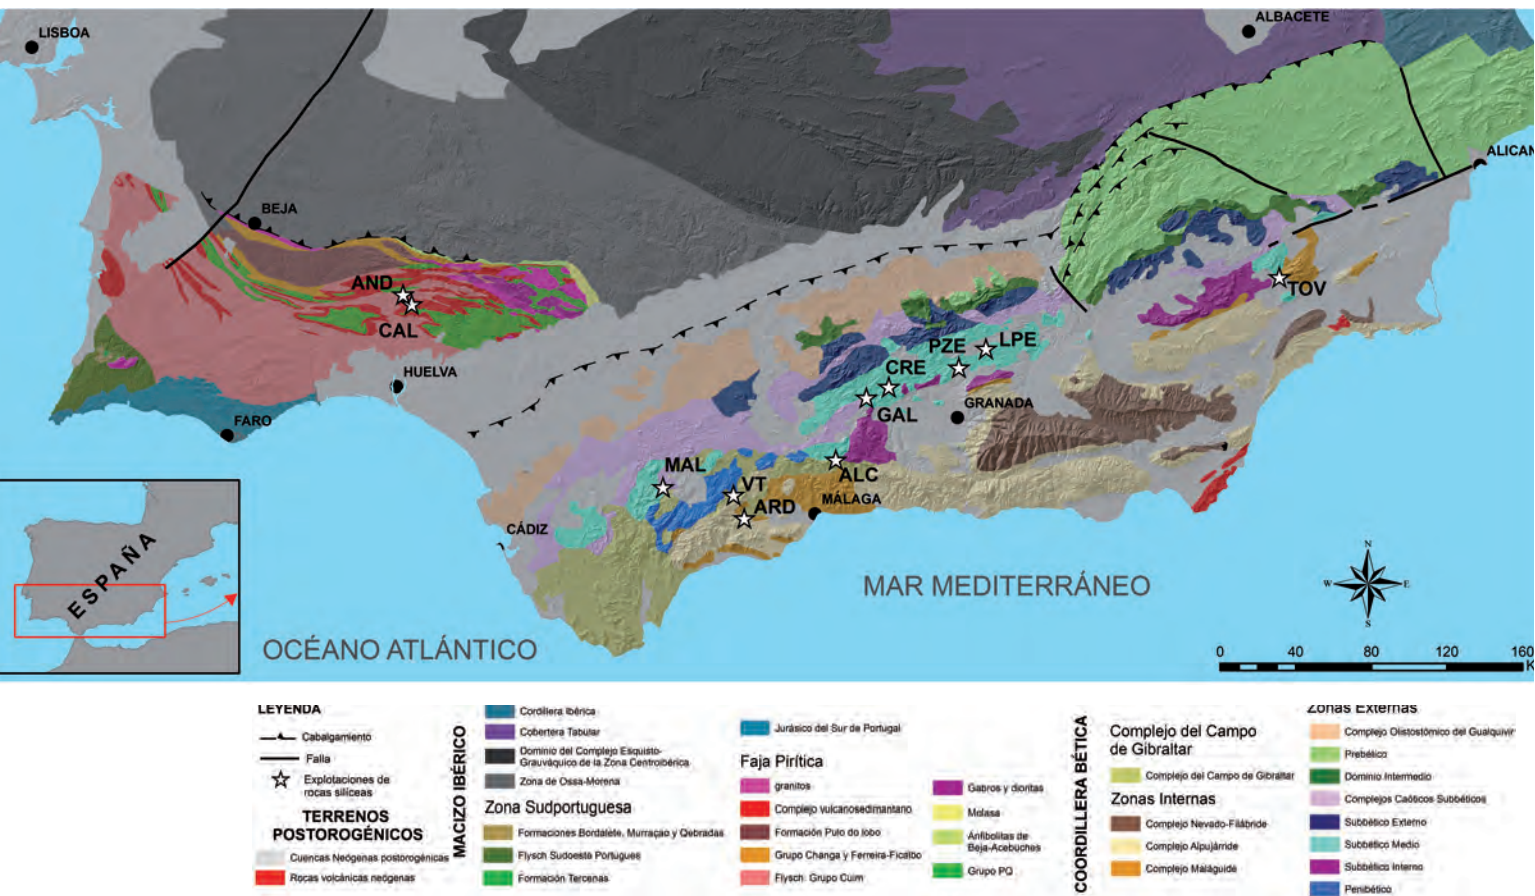 LISBOA
ALBACETE
ALICAN
BEJA
AND
CAL
TOV
PZE
LPE
CRE
HUELVA
GAL
GRANADA
FARO
MAL
ALC
VT
ARD
MÁLAGA
CÁDIZ
ESPAÑA
MAR MEDITERRÁNEO
OCÉANO ATLÁNTICO
N
W
E
S
0 40 80 120 160
K
LEYENDA
Cabalgamiento
Falla
Explotaciones de
rocas silíceas
TERRENOS
POSTOROGÉNICOS
Cuencas Neógenas postorogénicas
Rocas volcánicas neógenas
MACIZO IBÉRICO
Cordillera Ibérica
Cobertera Tabular
Dominio del Complejo Esquisto-
Grauváquico de la Zona Centroibérica
Zona de Ossa-Morena
Zona Sudportuguesa
Formaciones Bordalete, Murraçao y Qebradas
Flysch Sudoeste Portugues
Formación Tercenas
Jurásico del Sur de Portugal
Faja Pirítica
granitos
Complejo vulcanosedimantario
Formación Pulo do lobo
Grupo Changa y Ferreira-Ficalbo
Flysch. Grupo Cuim
Gabros y dioritas
Molasa
Anfibolitas de
Beja-Acebuches
Grupo PQ
CORDILLERA BÉTICA
Complejo del Campo
de Gibraltar
Complejo del Campo de Gibraltar
Zonas Internas
Complejo Nevado-Filábride
Complejo Alpujárride
Complejo Maláguide
Zonas Externas
Complejo Olistostómico del Gualquivir
Prebético
Dominio Intermedio
Complejos Caóticos Subbéticos
Subbético Externo
Subbético Medio
Subbético Interno
Penibético